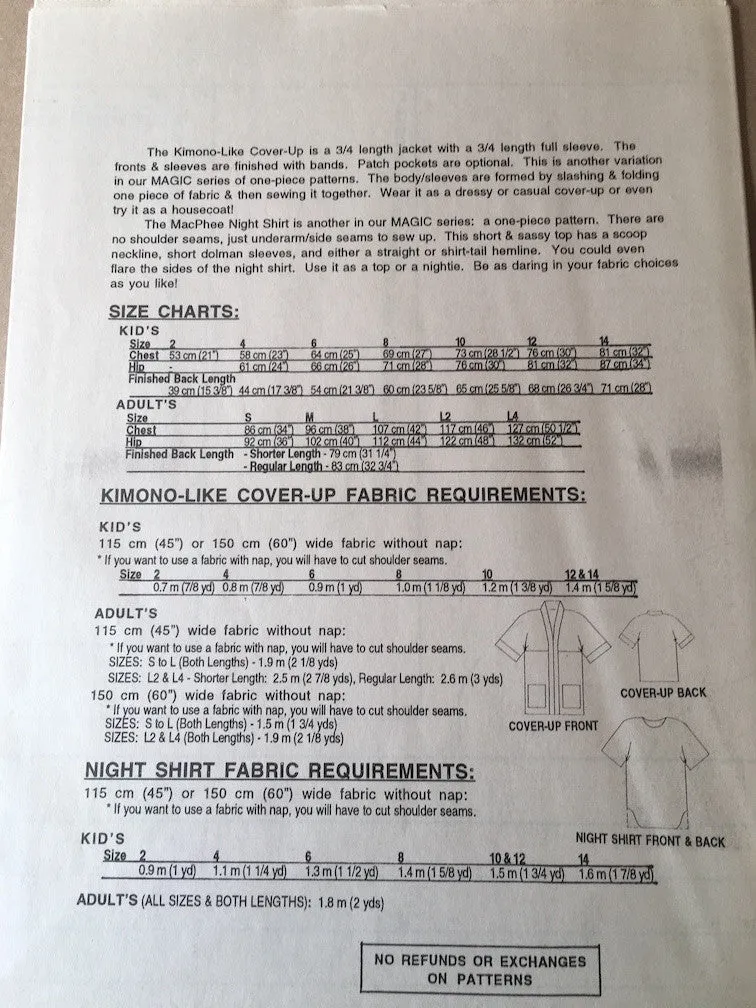 The Kimono-Like Cover-Up is a 3/4 length jacket with a 3/4 length full sleeve. The
fronts & sleeves are finished with bands. Patch pockets are optional. This is another variation
in our MAGIC series of one-piece patterns. The body/sleeves are formed by slashing & folding
one piece of fabric & then sewing it together. Wear it as a dressy or casual cover-up or even
try it as a housecoat!
The MacPhee Night Shirt is another in our MAGIC series: a one-piece pattern. There are
no shoulder seams, just underarm/side seams to sew up. This short & sassy top has a scoop
neckline, short dolman sleeves, and either a straight or shirt-tail hemline. You could even
flare the sides of the night shirt. Use it as a top or a nightie. Be as daring in your fabric choices
as you like!
SIZE CHARTS:
KID'S
Size 2 4 6 8 10 12 14
Chest 53 cm (21") 58 cm (23") 64 cm (25") 69 cm (27") 73 cm (28 1/2") 76 cm (30") 81 cm (32")
Hip - 61 cm (24") 66 cm (26") 71 cm (28") 76 cm (30") 81 cm (32") 87 cm (34")
Finished Back Length
39 cm (15 3/8") 44 cm (17 3/8") 54 cm (21 3/8") 60 cm (23 5/8") 65 cm (25 5/8") 68 cm (26 3/4") 71 cm (28")
ADULT'S
Size S M L L2 L4
Chest 86 cm (34") 96 cm (38") 107 cm (42") 117 cm (46") 127 cm (50 1/2")
Hip 92 cm (36") 102 cm (40") 112 cm (44") 122 cm (48") 132 cm (52")
Finished Back Length - Shorter Length - 79 cm (31 1/4")
- Regular Length - 83 cm (32 3/4")
KIMONO-LIKE COVER-UP FABRIC REQUIREMENTS:
KID'S
115 cm (45") or 150 cm (60") wide fabric without nap:
* If you want to use a fabric with nap, you will have to cut shoulder seams.
Size 2 4 6 8 10 12 & 14
0.7 m (7/8 yd) 0.8 m (7/8 yd) 0.9 m (1 yd) 1.0 m (1 1/8 yd) 1.2 m (1 3/8 yd) 1.4 m (1 5/8 yd)
ADULT'S
115 cm (45") wide fabric without nap:
* If you want to use a fabric with nap, you will have to cut shoulder seams.
SIZES: S to L (Both Lengths) - 1.9 m (2 1/8 yds)
SIZES: L2 & L4 - Shorter Length: 2.5 m (2 7/8 yds), Regular Length: 2.6 m (3 yds)
150 cm (60") wide fabric without nap:
* If you want to use a fabric with nap, you will have to cut shoulder seams.
SIZES: S to L (Both Lengths) - 1.5 m (1 3/4 yds)
SIZES: L2 & L4 (Both Lengths) - 1.9 m (2 1/8 yds)
COVER-UP FRONT
COVER-UP BACK
NIGHT SHIRT FABRIC REQUIREMENTS:
115 cm (45") or 150 cm (60") wide fabric without nap:
* If you want to use a fabric with nap, you will have to cut shoulder seams.
NIGHT SHIRT FRONT & BACK
KID'S
Size 2 4 6 8 10 & 12 14
0.9 m (1 yd) 1.1 m (1 1/4 yd) 1.3 m (1 1/2 yd) 1.4 m (1 5/8 yd) 1.5 m (1 3/4 yd) 1.6 m (1 7/8 yd)
ADULT'S (ALL SIZES & BOTH LENGTHS): 1.8 m (2 yds)
NO REFUNDS OR EXCHANGES
ON PATTERNS